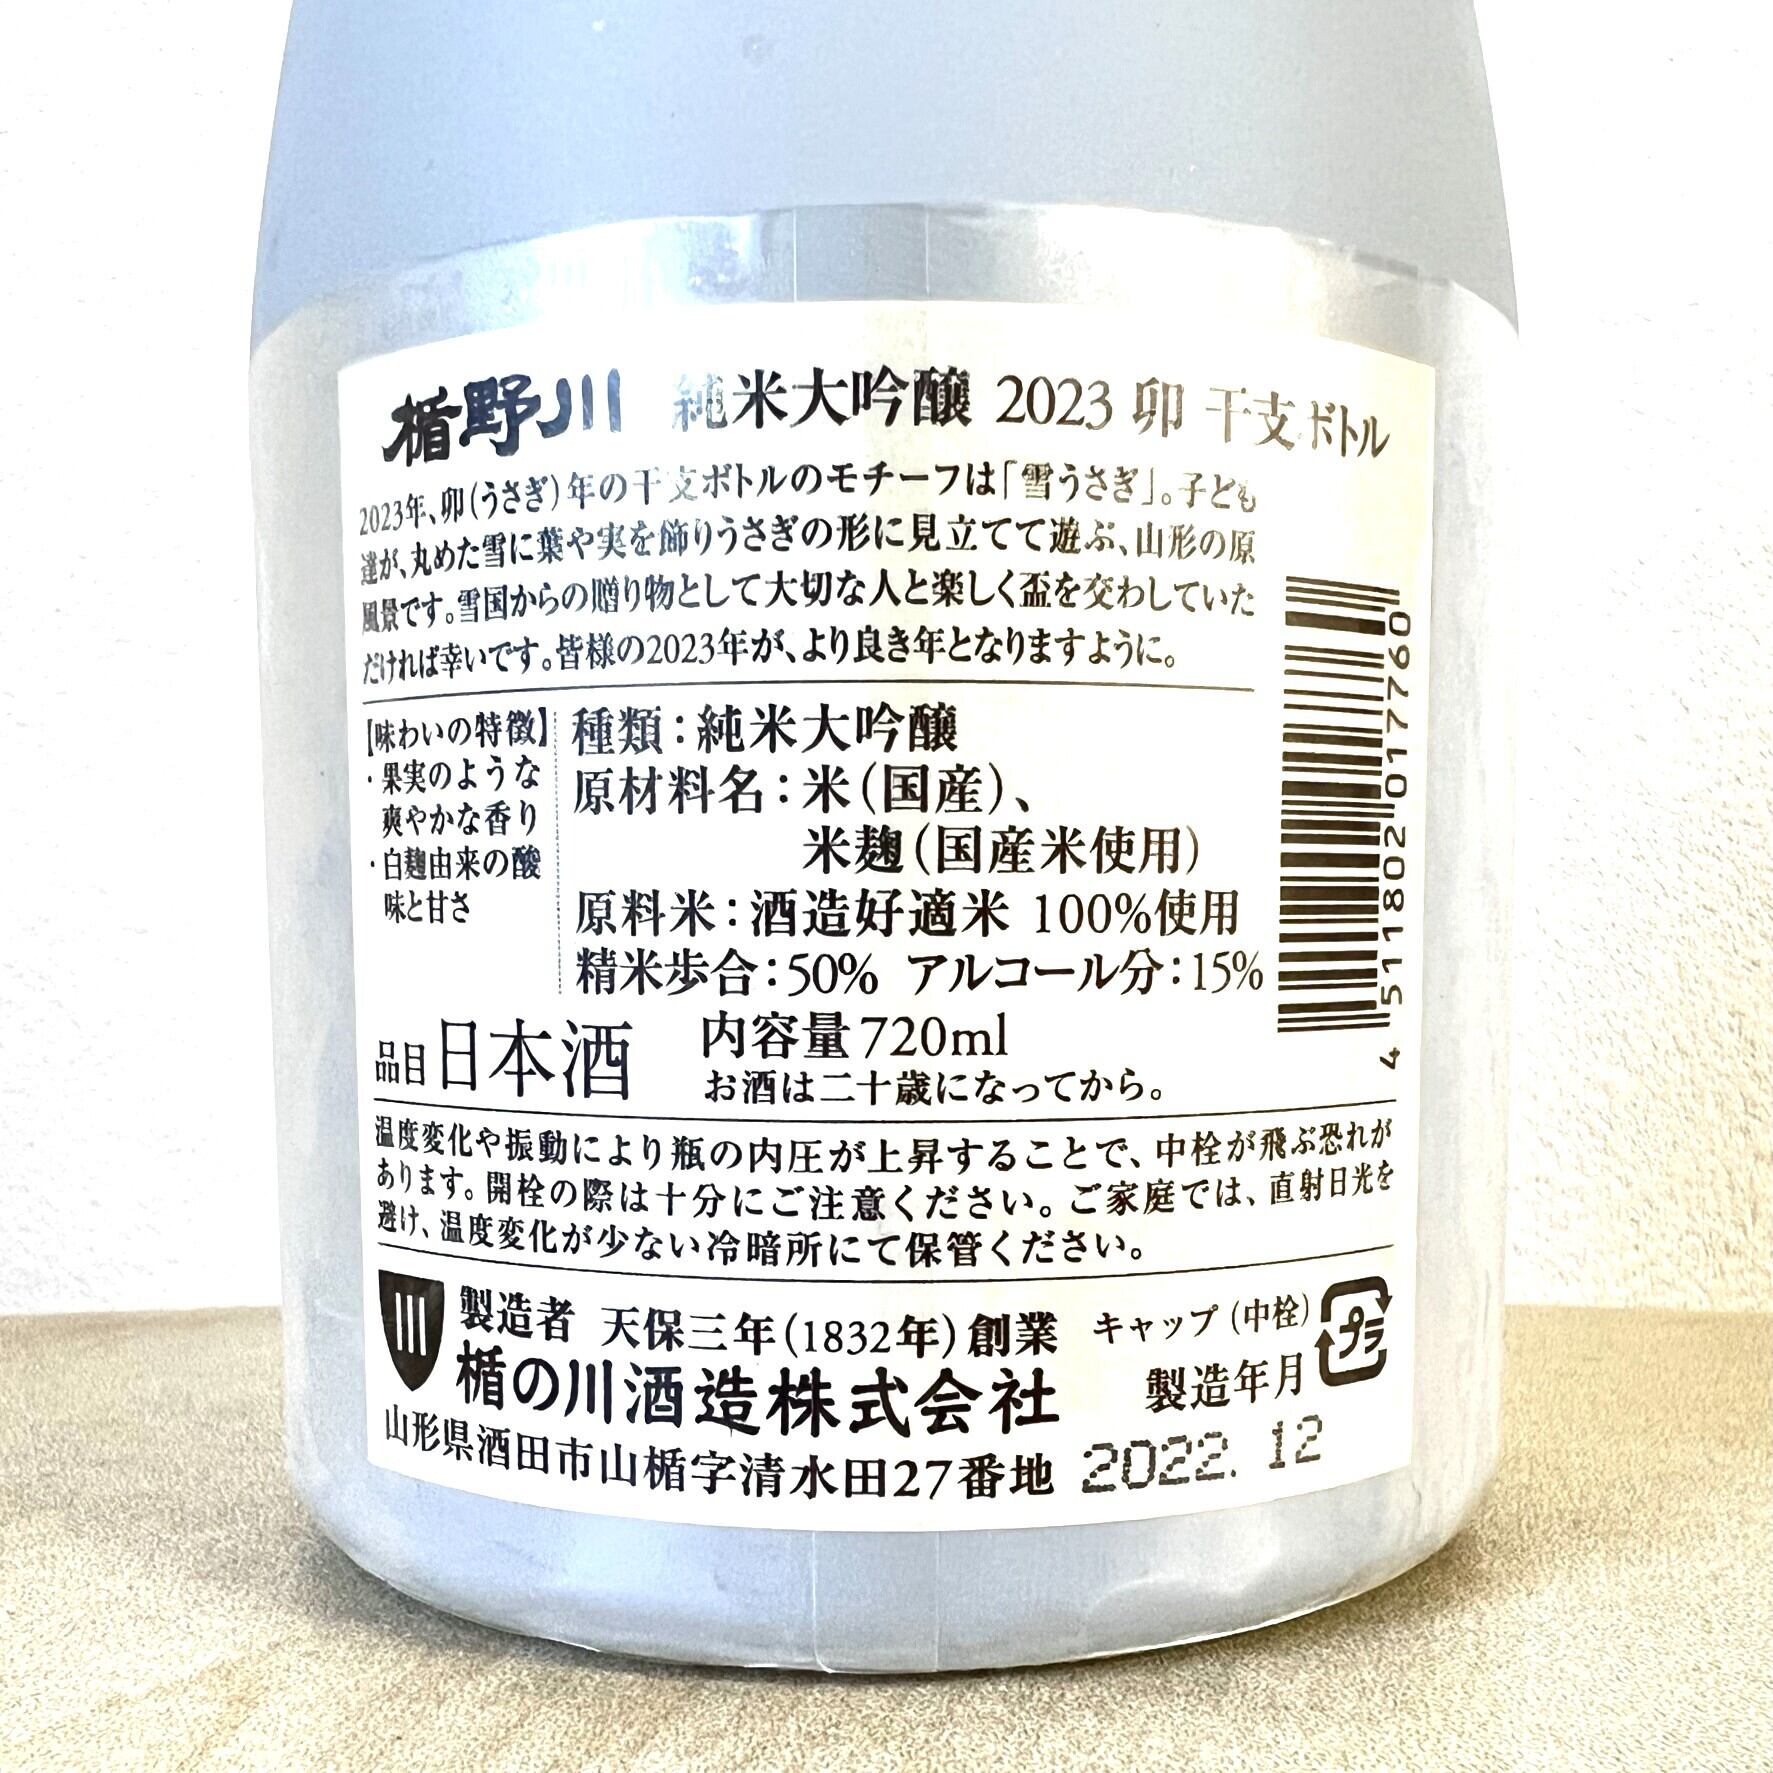 楯野川 純米大吟醸 2023 卯 干支ボトル
2023年、卯(うさぎ)年の干支ボトルのモチーフは「雪うさぎ」。子ども
達が、丸めた雪に葉や実を飾りうさぎの形に見立てて遊ぶ、山形の原
風景です。雪国からの贈り物として大切な人と楽しく盃を交わしていた
だければ幸いです。皆様の2023年が、より良き年となりますように。
【味わいの特徴】
・果実のような
爽やかな香り
・白麹由来の酸
味と甘さ
種類:純米大吟醸
原材料名:米(国産)、
米麹(国産米使用)
原料米:酒造好適米 100%使用
精米歩合:50% アルコール分:15%
4 511802 017760
品目 日本酒 内容量720ml
お酒は二十歳になってから。
温度変化や振動により瓶の内圧が上昇することで、中栓が飛ぶ恐れが
あります。開栓の際は十分にご注意ください。ご家庭では、直射日光を
避け、温度変化が少ない冷暗所にて保管ください。
製造者 天保三年(1832年)創業
楯の川酒造株式会社
山形県酒田市山楯字清水田27番地
キャップ(中栓) プラ
製造年月
2022.12